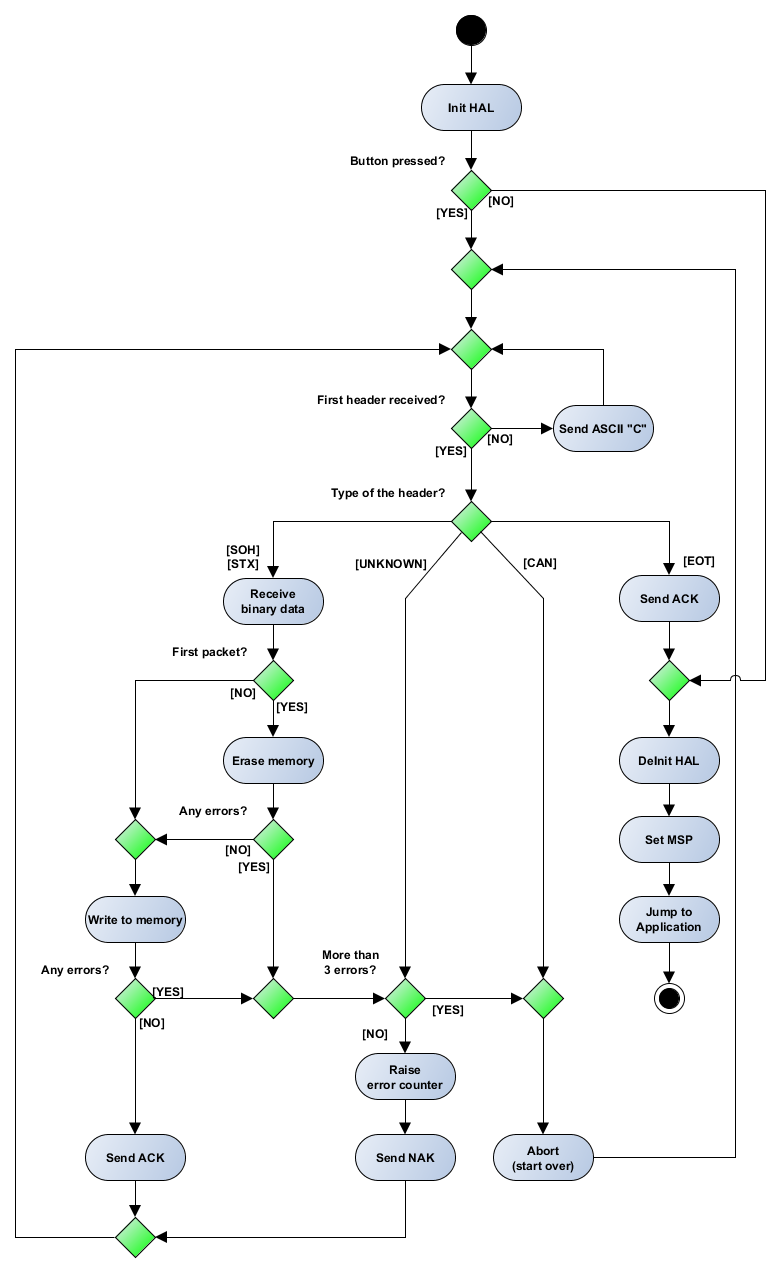 Init HAL
Button pressed?
[NO]
[YES]
First header received?
Send ASCII "C"
[NO]
[YES]
Type of the header?
[SOH]
[STX]
[UNKNOWN]
[CAN]
[EOT]
Receive
binary data
Send ACK
First packet?
[NO]
[YES]
Erase memory
DeInit HAL
Any errors?
[NO]
[YES]
Set MSP
Write to memory
Jump to
Application
Any errors?
[YES]
[NO]
More than
3 errors?
[YES]
[NO]
Raise
error counter
Send ACK
Send NAK
Abort
(start over)